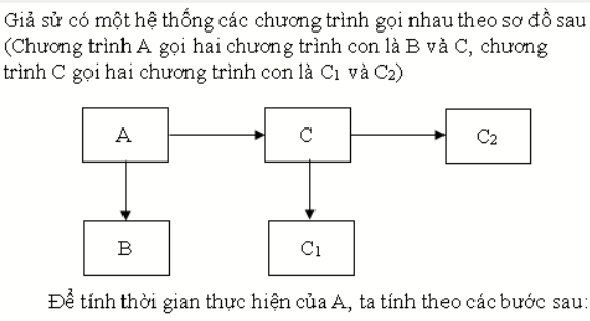 Giả sử có một hệ thống các chương trình gọi nhau theo sơ đồ sau
(Chương trình A gọi hai chương trình con là B và C, chương
trình C gọi hai chương trình con là C₁ và C₂)
A
C
C₂
B
C₁
Để tính thời gian thực hiện của A, ta tính theo các bước sau: